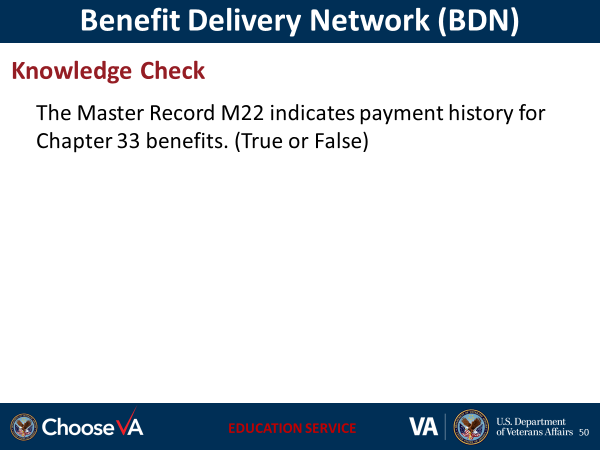 Benefit Delivery Network (BDN)
Knowledge Check
The Master Record M22 indicates payment history for
Chapter 33 benefits. (True or False)
ChooseVA
EDUCATION SERVICE
VA
U.S. Department
of Veterans Affairs
50